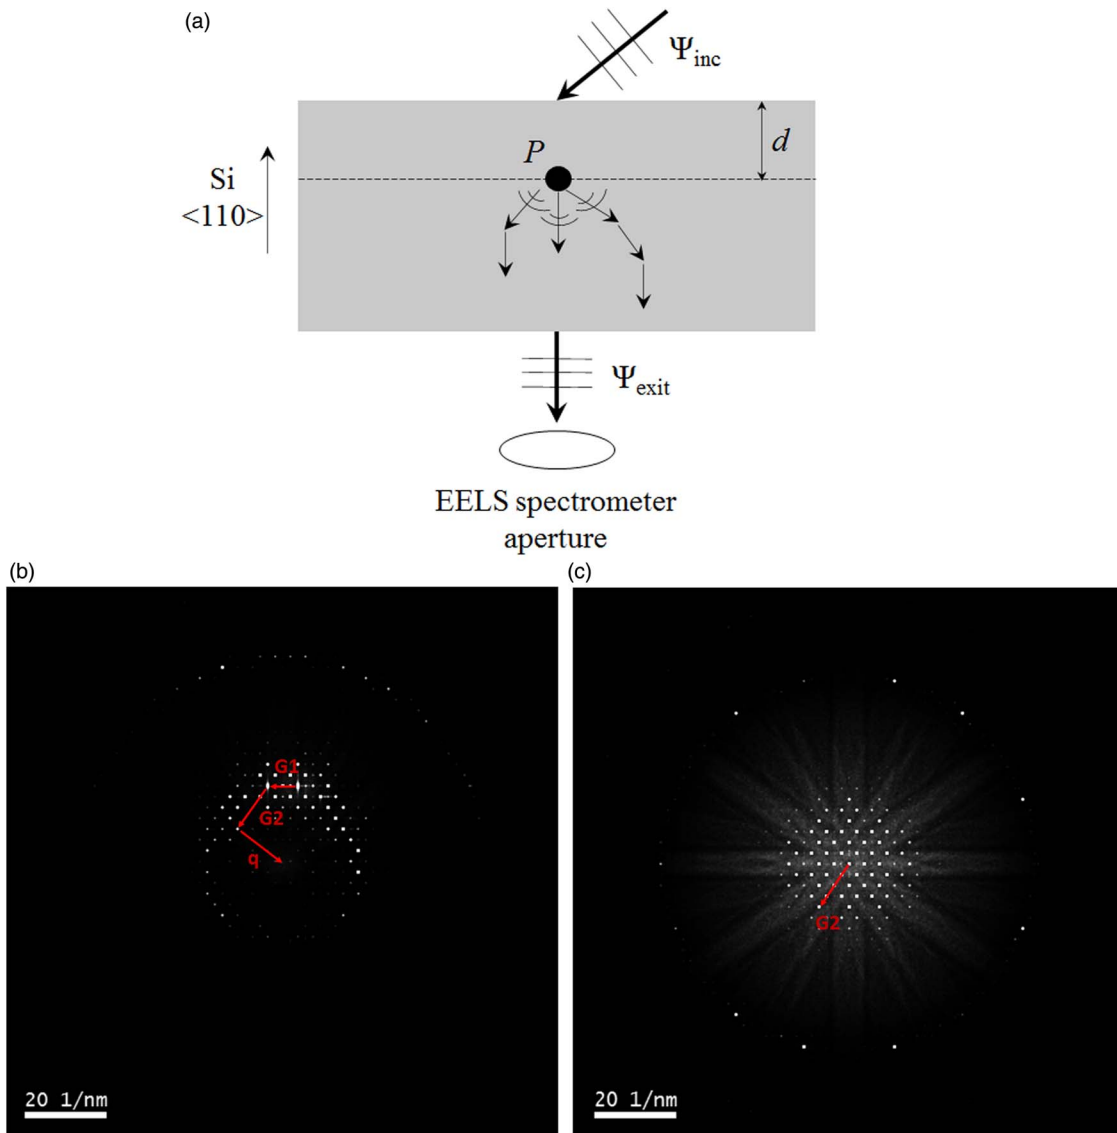 (a)
Ψinc
d
P
Si
<110>
Ψexit
EELS spectrometer
aperture
(b)
(c)
G1
G2
q
G2
20 1/nm
20 1/nm